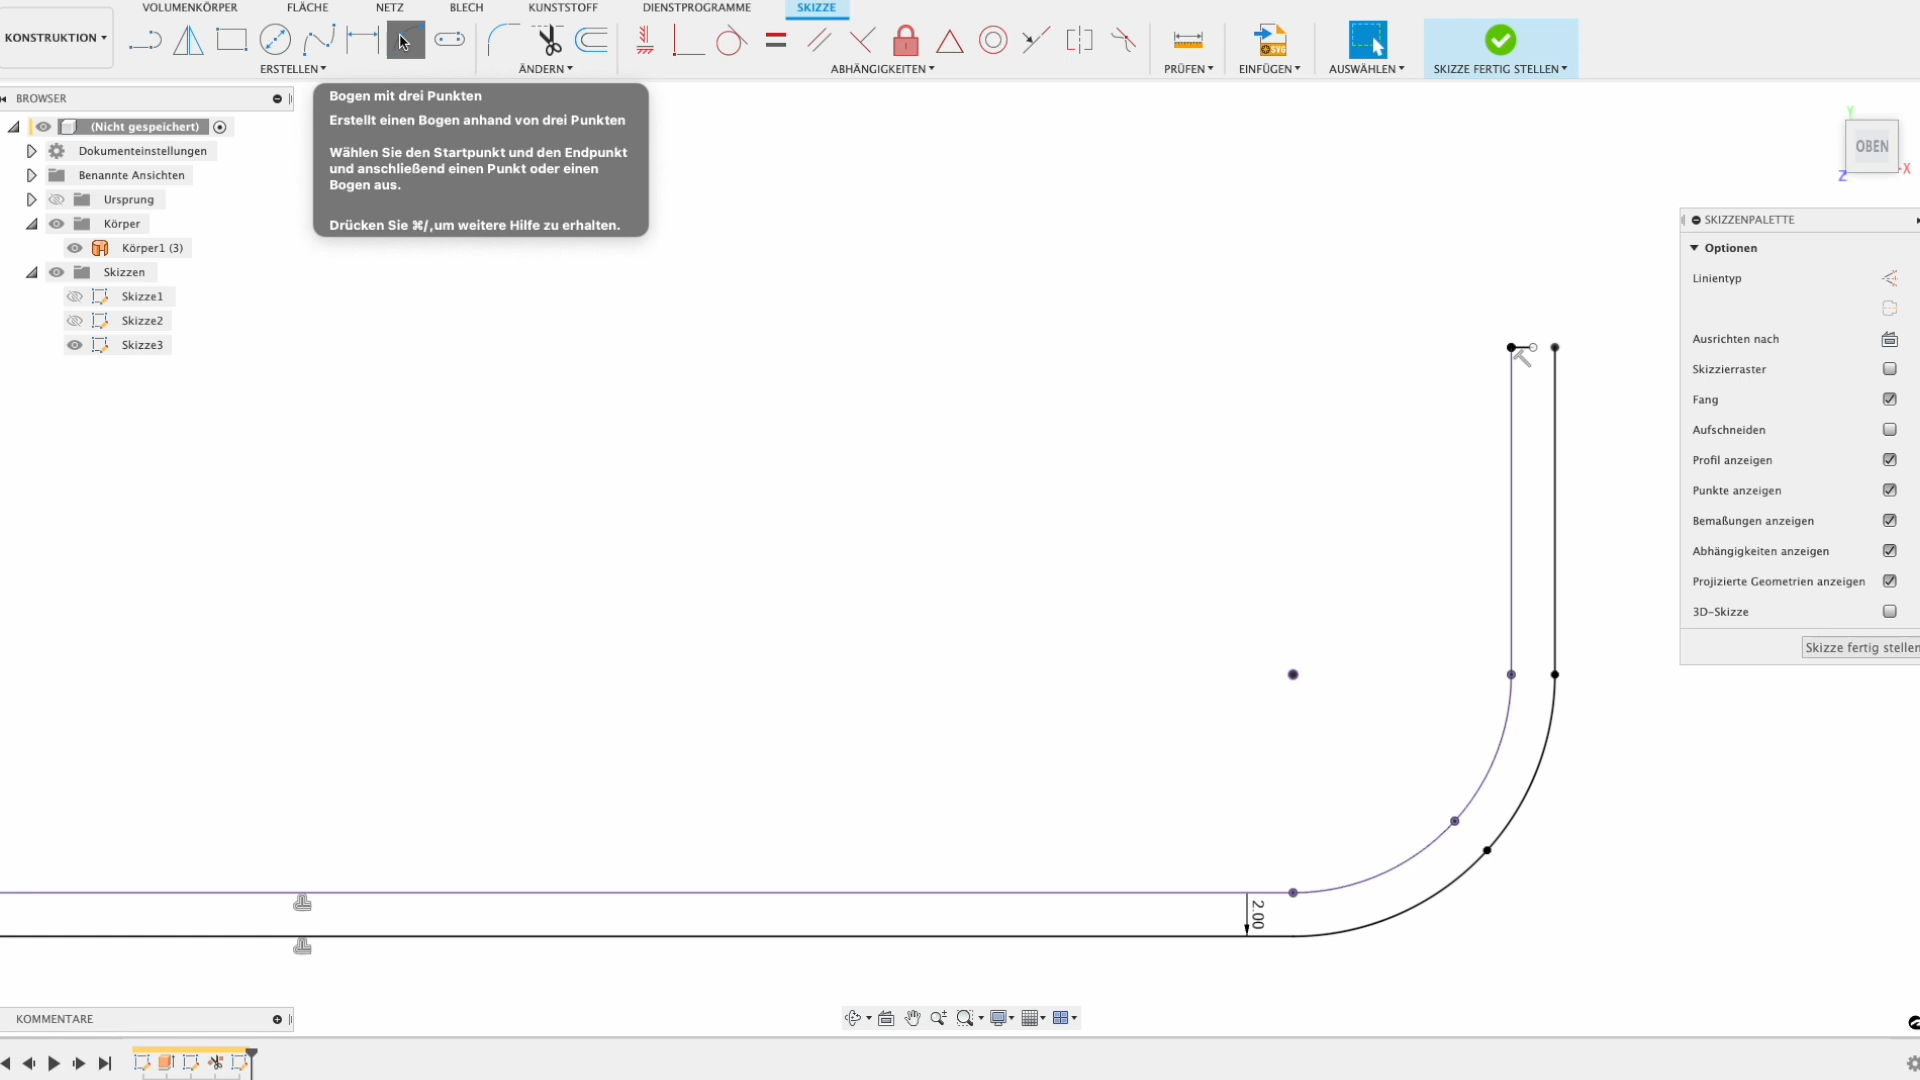 VOLUMENKÖRPER
FLÄCHE
NETZ
BLECH
KUNSTSTOFF
DIENSTPROGRAMME
SKIZZE
KONSTRUKTION
SVG
ERSTELLEN
ÄNDERN
ABHÄNGIGKEITEN
PRÜFEN
EINFÜGEN
AUSWÄHLEN
SKIZZE FERTIG STELLEN
BROWSER
(Nicht gespeichert)
Dokumenteinstellungen
Benannte Ansichten
Ursprung
Körper
Körper1 (3)
Skizzen
Skizze1
Skizze2
Skizze3
Bogen mit drei Punkten
Erstellt einen Bogen anhand von drei Punkten
Wählen Sie den Startpunkt und den Endpunkt
und anschließend einen Punkt oder einen
Bogen aus.
Drücken Sie ⌘/,um weitere Hilfe zu erhalten.
Y
OBEN
Z
-X
SKIZZENPALETTE
Optionen
Linientyp
Ausrichten nach
Skizzierraster
Fang
Aufschneiden
Profil anzeigen
Punkte anzeigen
Bemaßungen anzeigen
Abhängigkeiten anzeigen
Projizierte Geometrien anzeigen
3D-Skizze
Skizze fertig stellen
2.00
KOMMENTARE